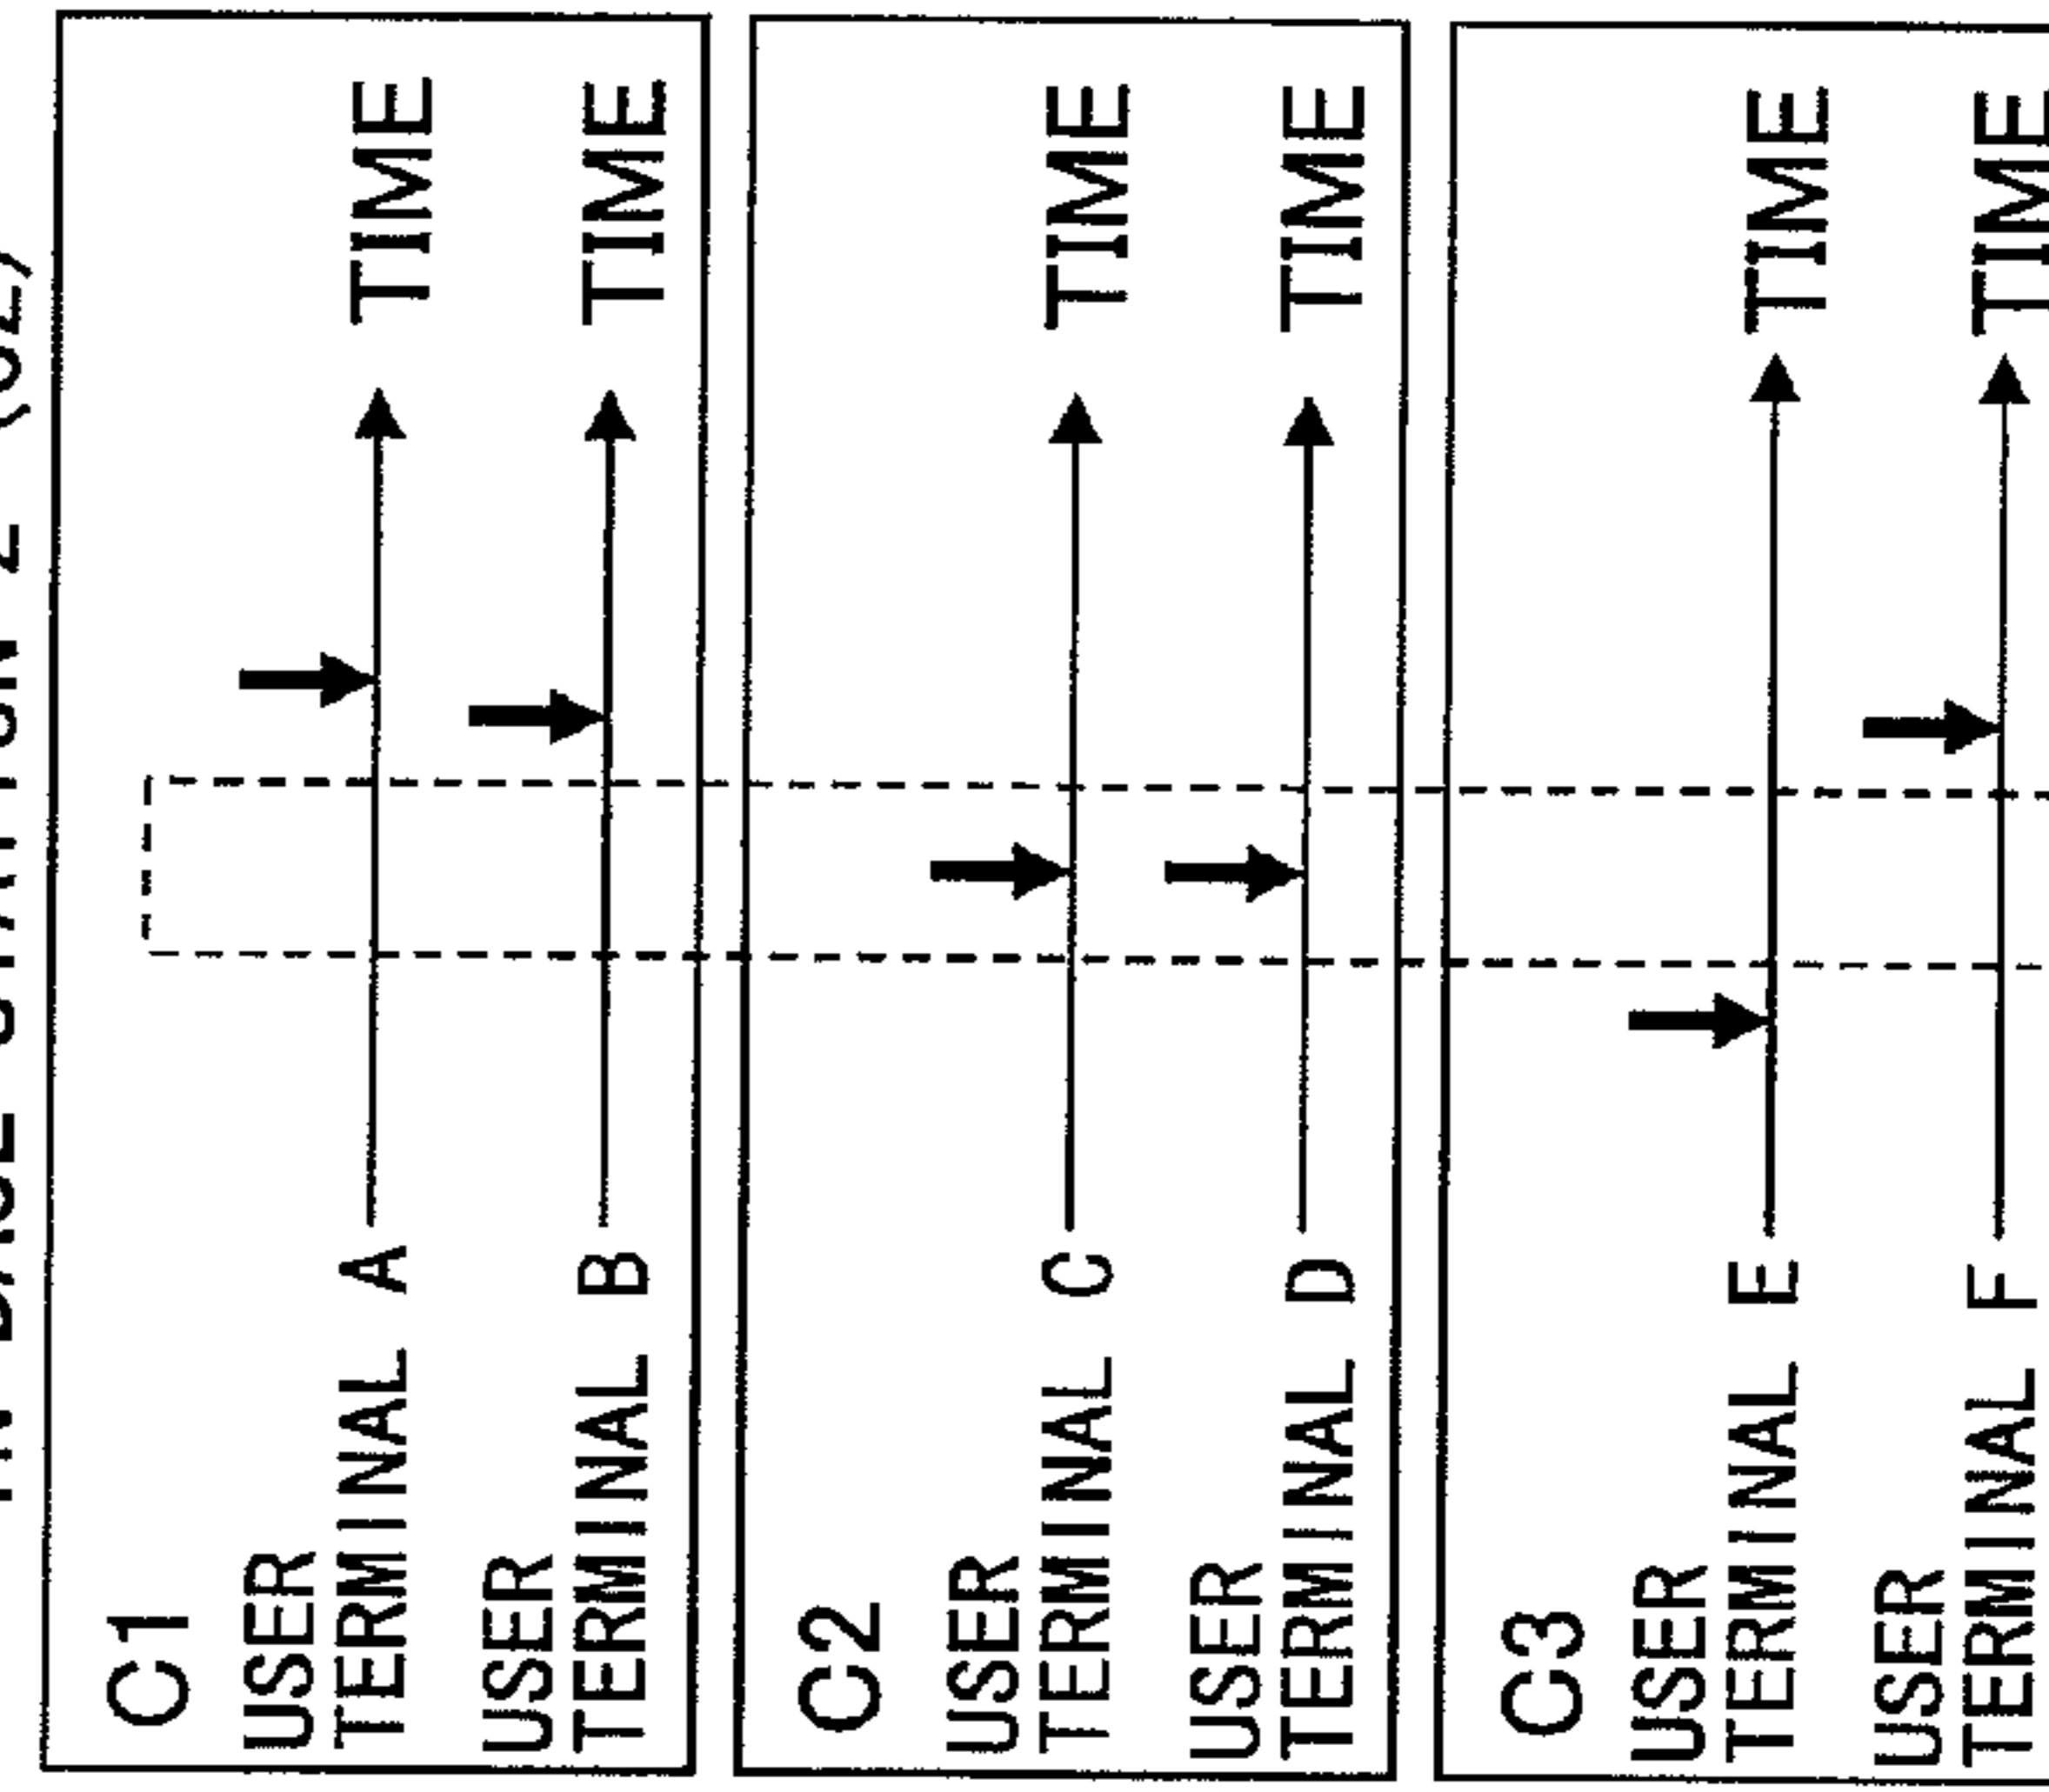 C1
USER
TERMINAL A
TIME
USER
TERMINAL B
TIME
C2
USER
TERMINAL C
TIME
USER
TERMINAL D
TIME
C3
USER
TERMINAL E
TIME
USER
TERMINAL F
TIME